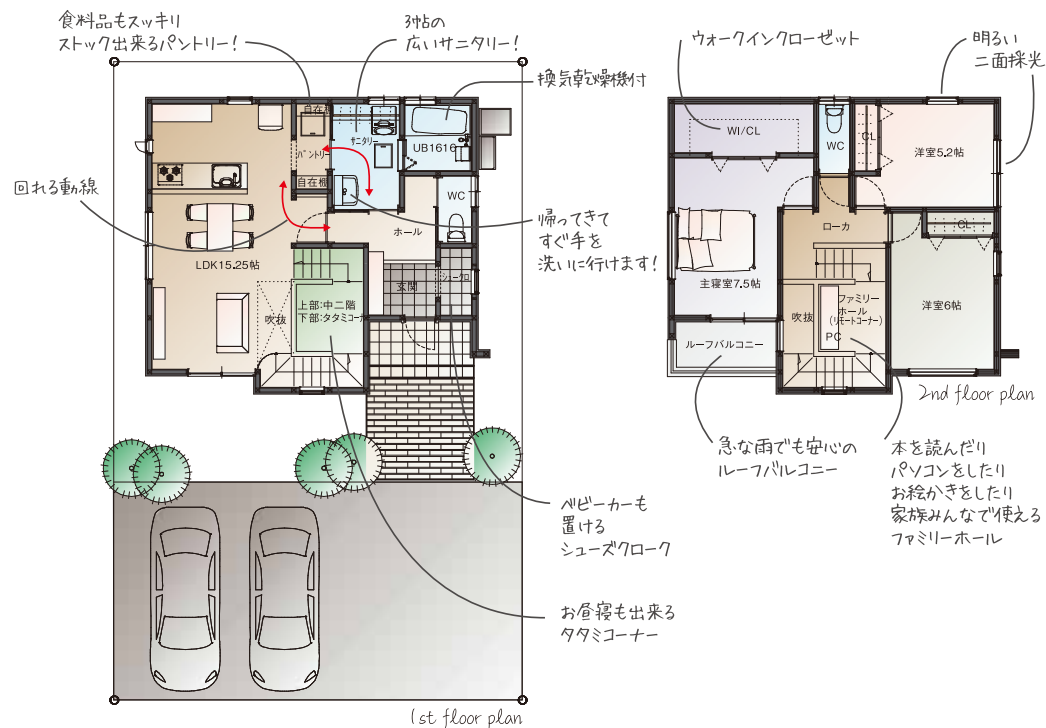 食料品もスッキリ
ストック出来るパントリー!
3帖の
広いサニタリー!
換気乾燥機付
回れる動線
自在棚
パントリー
自在棚
サニタリー
UB1616
WC
ホール
帰ってきて
すぐ手を
洗いに行けます!
LDK15.25帖
吹抜
上部:中二階
下部:タタミコーナー
玄関
シュークロ
ベビーカーも
置ける
シューズクローク
お昼寝も出来る
タタミコーナー
1st floor plan
ウォークインクローゼット
明るい
二面採光
WI/CL
WC
CL
洋室5.2帖
ローカ
CL
主寝室7.5帖
吹抜
ファミリー
ホール
(リモートコーナー)
PC
洋室6帖
ルーフバルコニー
2nd floor plan
急な雨でも安心の
ルーフバルコニー
本を読んだり
パソコンをしたり
お絵かきをしたり
家族みんなで使える
ファミリーホール